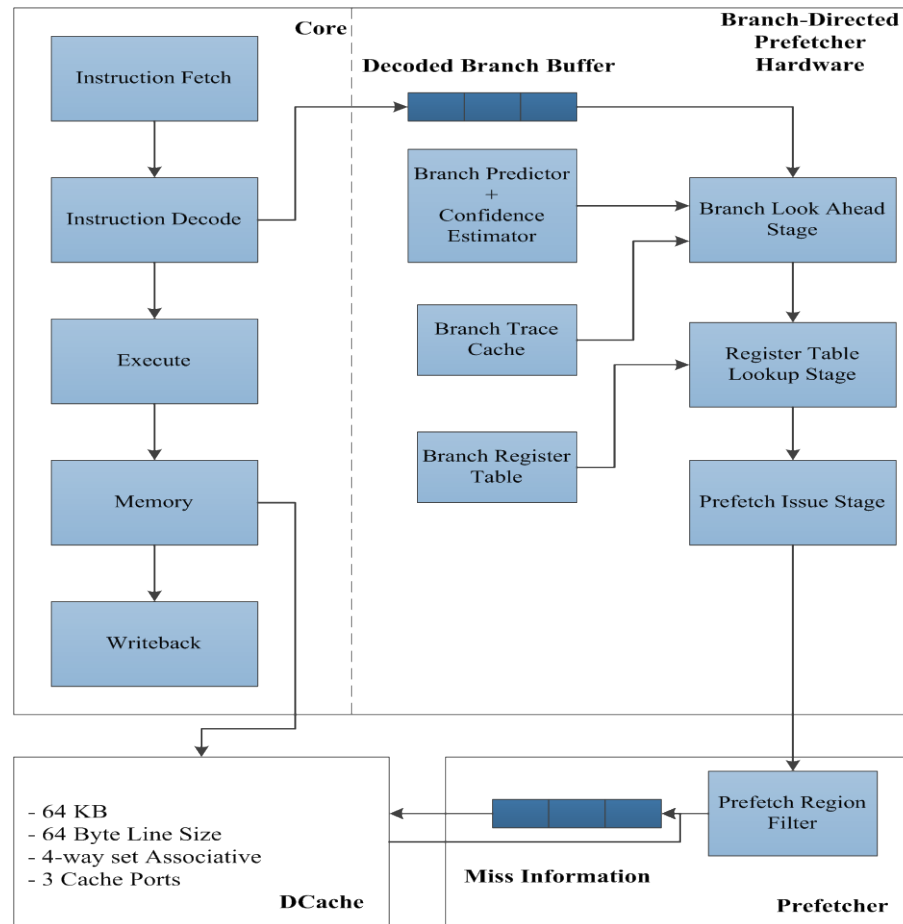 Core
Branch-Directed
Prefetcher
Hardware
Instruction Fetch
Decoded Branch Buffer
Instruction Decode
Branch Predictor
+
Confidence
Estimator
Branch Look Ahead
Stage
Execute
Branch Trace
Cache
Register Table
Lookup Stage
Memory
Branch Register
Table
Prefetch Issue Stage
Writeback
- 64 KB
- 64 Byte Line Size
- 4-way set Associative
- 3 Cache Ports
DCache
Prefetch Region
Filter
Miss Information
Prefetcher